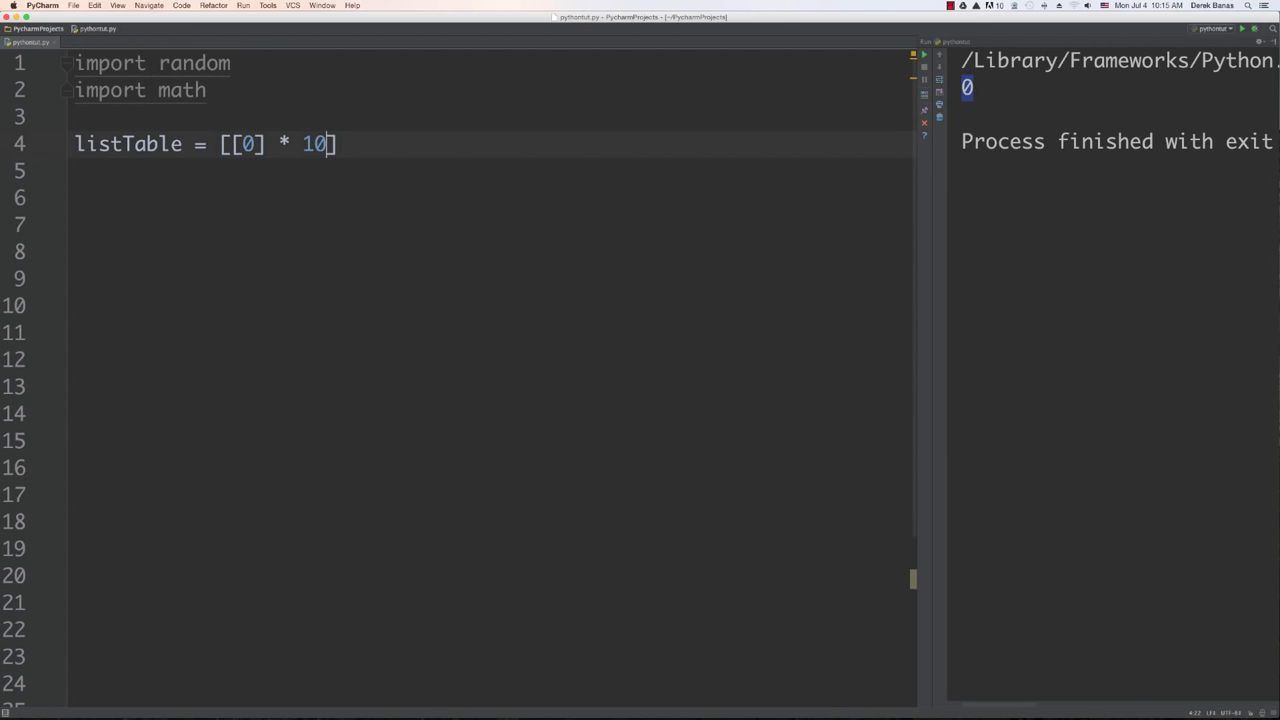 PyCharm File Edit View Navigate Code Refactor Run Tools VCS Window Help
10 Mon Jul 4 10:15 AM Derek Banas
pythontut.py - PycharmProjects - [~/PycharmProjects]
PycharmProjects pythontut.py
pythontut
pythontut.py
Run pythontut
1 import random
2 import math
3
4 listTable = [[0] * 10]
5
6
7
8
9
10
11
12
13
14
15
16
17
18
19
20
21
22
23
24
/Library/Frameworks/Python.
0
Process finished with exit
4:22 LF÷ UTF-8÷